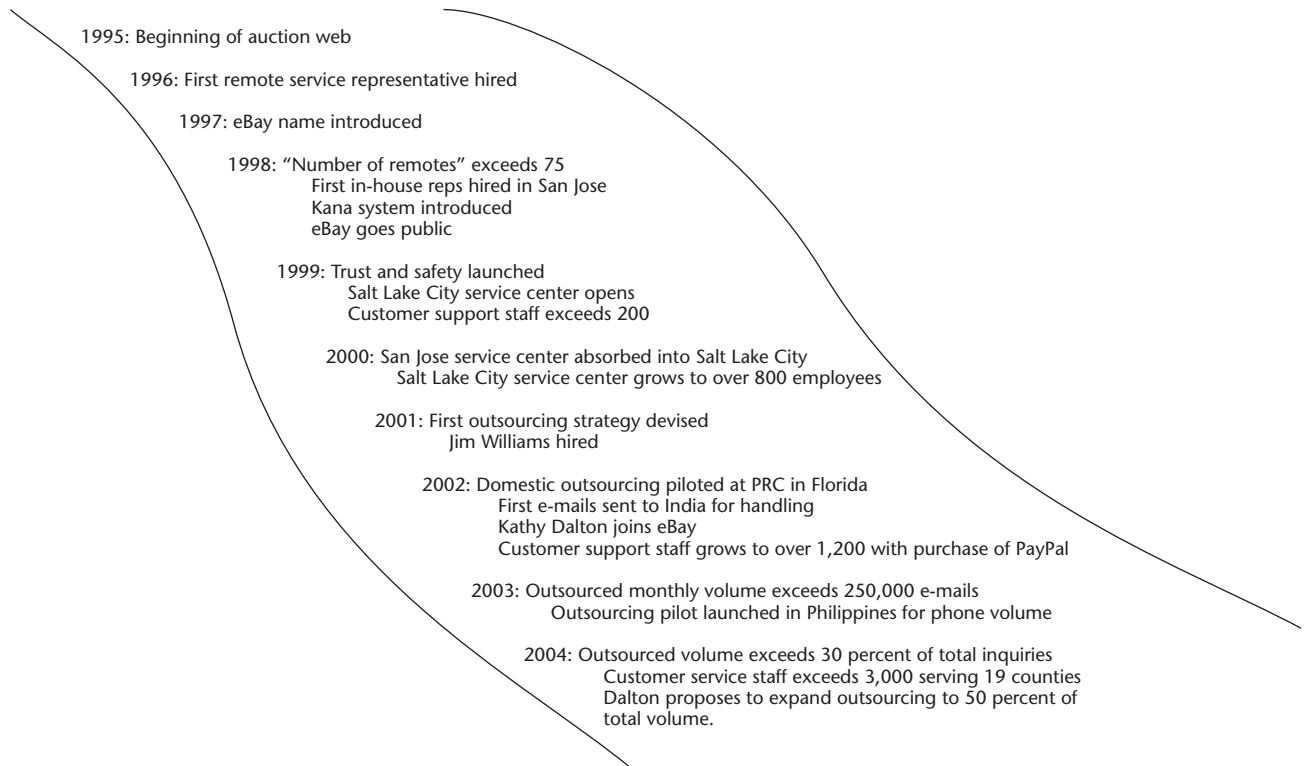 1995: Beginning of auction web
1996: First remote service representative hired
1997: eBay name introduced
1998: “Number of remotes” exceeds 75
First in-house reps hired in San Jose
Kana system introduced
eBay goes public
1999: Trust and safety launched
Salt Lake City service center opens
Customer support staff exceeds 200
2000: San Jose service center absorbed into Salt Lake City
Salt Lake City service center grows to over 800 employees
2001: First outsourcing strategy devised
Jim Williams hired
2002: Domestic outsourcing piloted at PRC in Florida
First e-mails sent to India for handling
Kathy Dalton joins eBay
Customer support staff grows to over 1,200 with purchase of PayPal
2003: Outsourced monthly volume exceeds 250,000 e-mails
Outsourcing pilot launched in Philippines for phone volume
2004: Outsourced volume exceeds 30 percent of total inquiries
Customer service staff exceeds 3,000 serving 19 counties
Dalton proposes to expand outsourcing to 50 percent of
total volume.